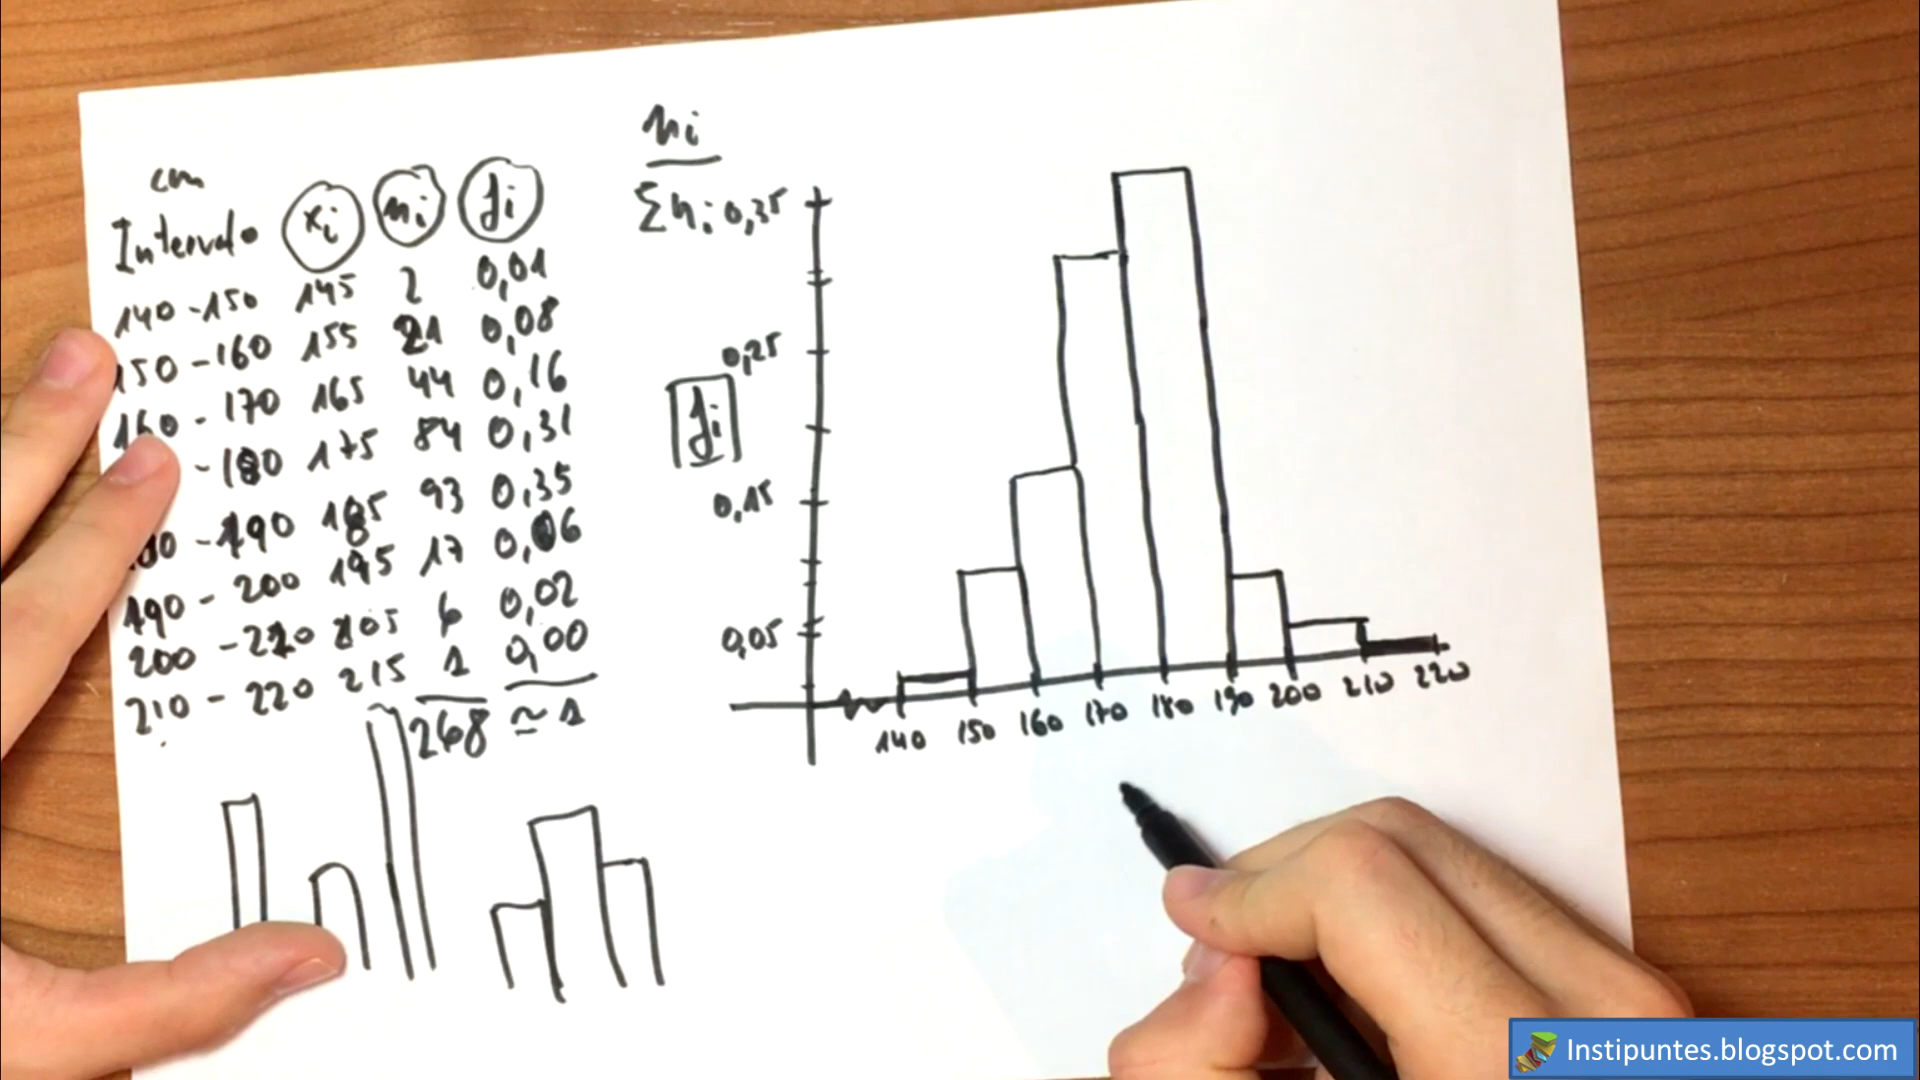 cm
Intervalo xi ni fi
140-150 145 2 0,01
150-160 155 21 0,08
160-170 165 44 0,16
-180 175 84 0,31
80-190 185 93 0,35
190-200 195 17 0,06
200-210 205 6 0,02
210-220 215 1 0,00
268 ≃1
ni
Σni
0,35
0,25
fi
0,15
0,05
140 150 160 170 180 190 200 210 220
Instipuntes.blogspot.com